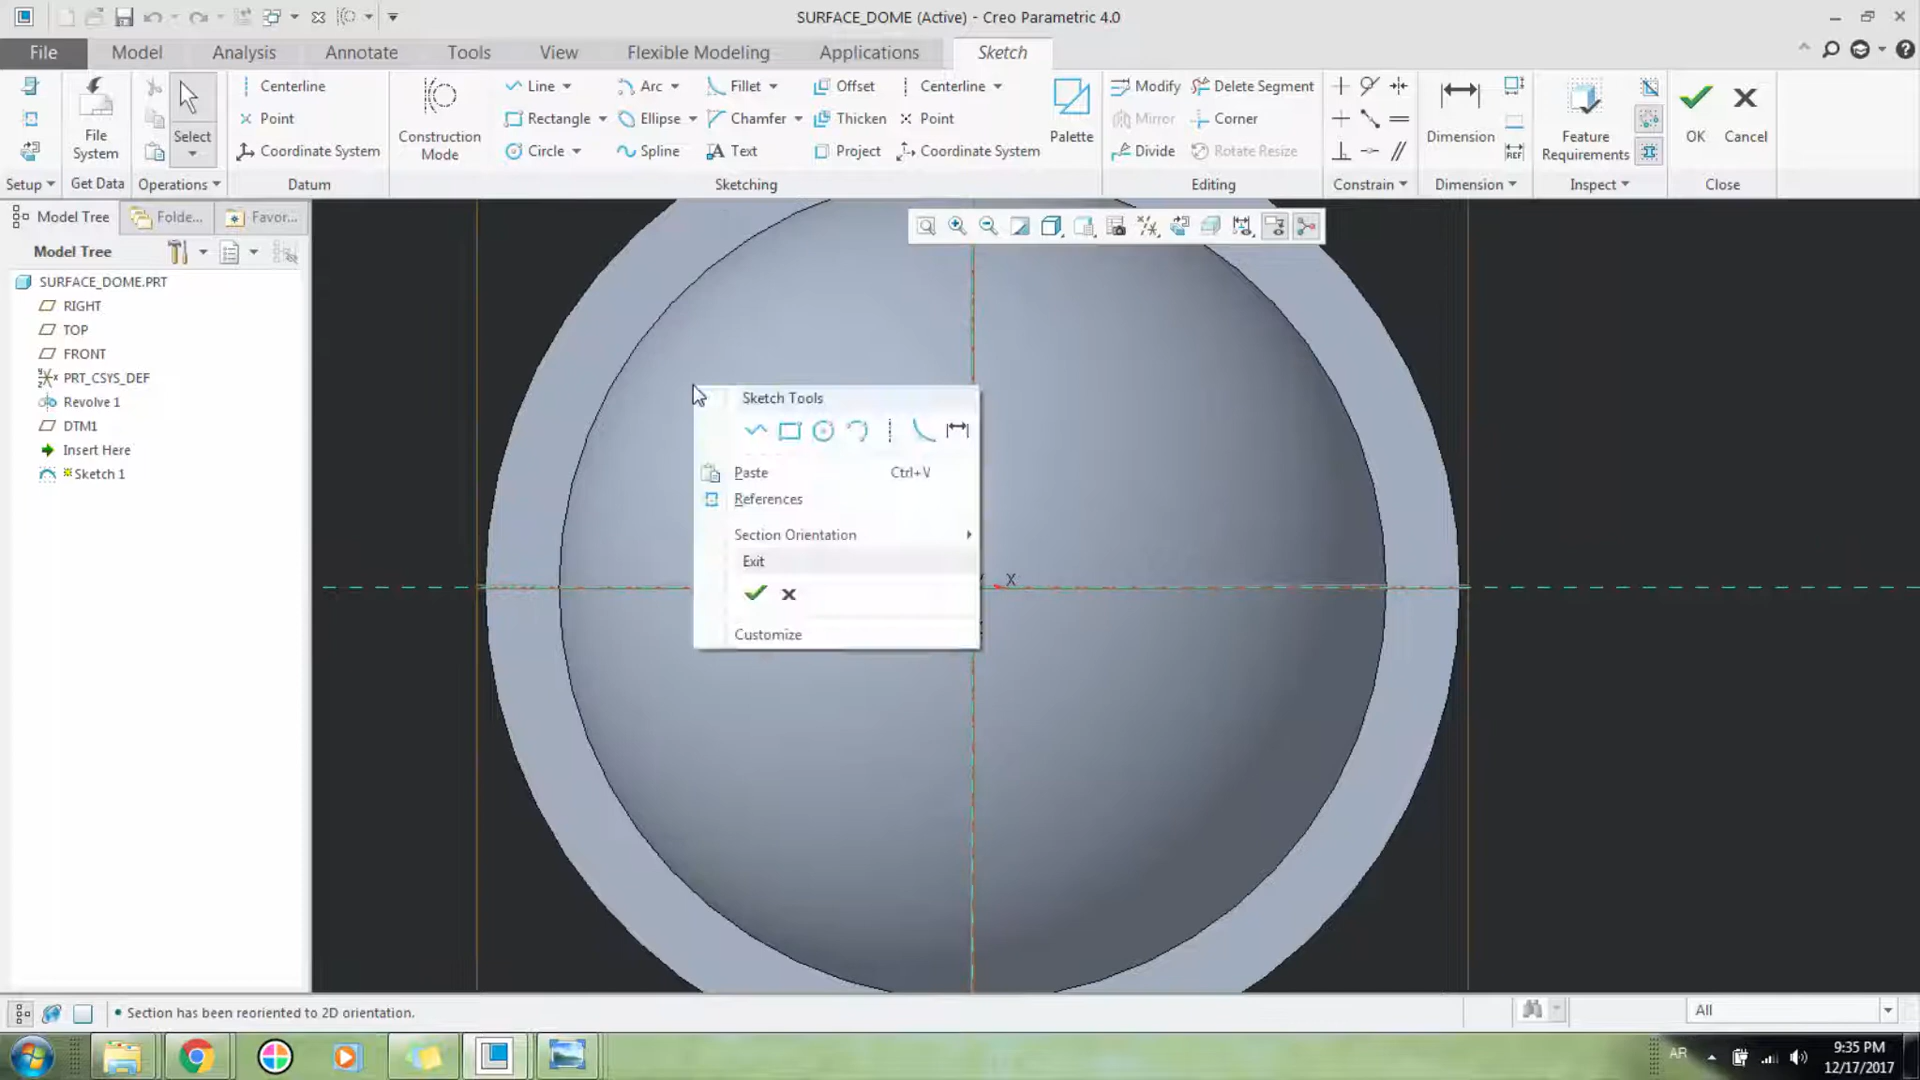 SURFACE_DOME (Active) - Creo Parametric 4.0
File Model Analysis Annotate Tools View Flexible Modeling Applications Sketch
Centerline Line Arc Fillet Offset Centerline Modify Delete Segment
Point Rectangle Ellipse Chamfer Thicken Point Mirror Corner
Coordinate System Circle Spline Text Project Coordinate System Divide Rotate Resize
File System
Select
Construction Mode
Palette
Dimension
Feature Requirements
OK
Cancel
REF
Setup Get Data Operations Datum Sketching Editing Constrain Dimension Inspect Close
Model Tree Folde... Favor...
Model Tree
SURFACE_DOME.PRT
RIGHT
TOP
FRONT
PRT_CSYS_DEF
Revolve 1
DTM1
Insert Here
Sketch 1
Sketch Tools
Paste Ctrl+V
References
Section Orientation
Exit
Customize
X
• Section has been reoriented to 2D orientation.
All
AR
9:35 PM
12/17/2017